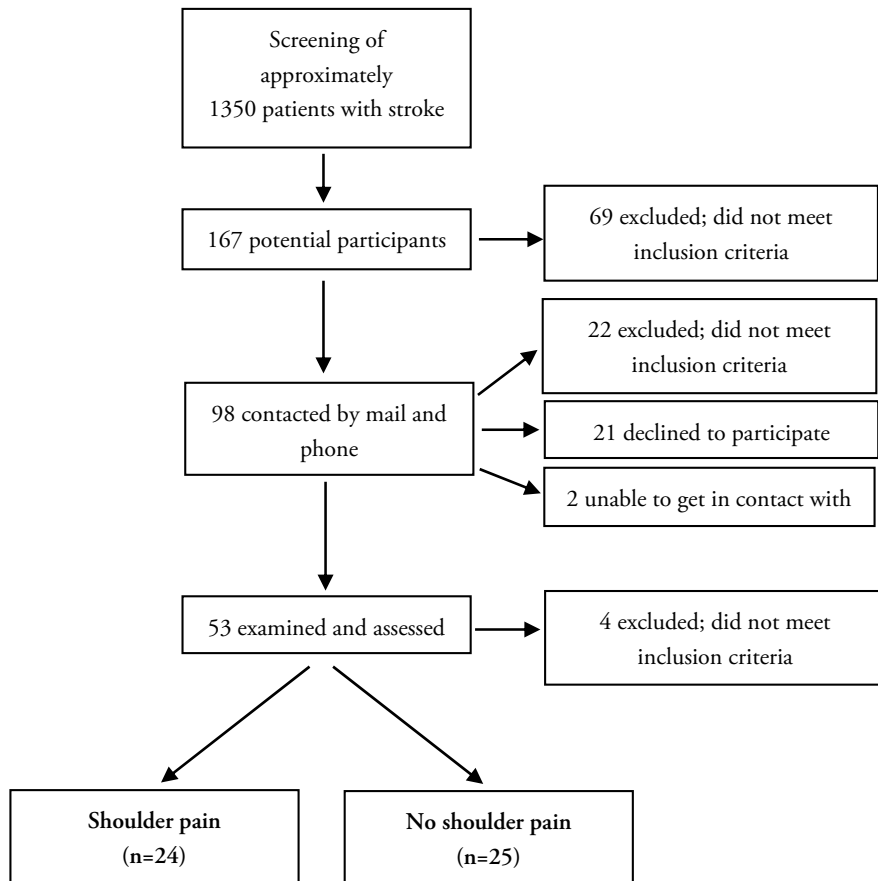 Screening of
approximately
1350 patients with stroke
167 potential participants
69 excluded; did not meet
inclusion criteria
22 excluded; did not meet
inclusion criteria
98 contacted by mail and
phone
21 declined to participate
2 unable to get in contact with
53 examined and assessed
4 excluded; did not meet
inclusion criteria
Shoulder pain
(n=24)
No shoulder pain
(n=25)